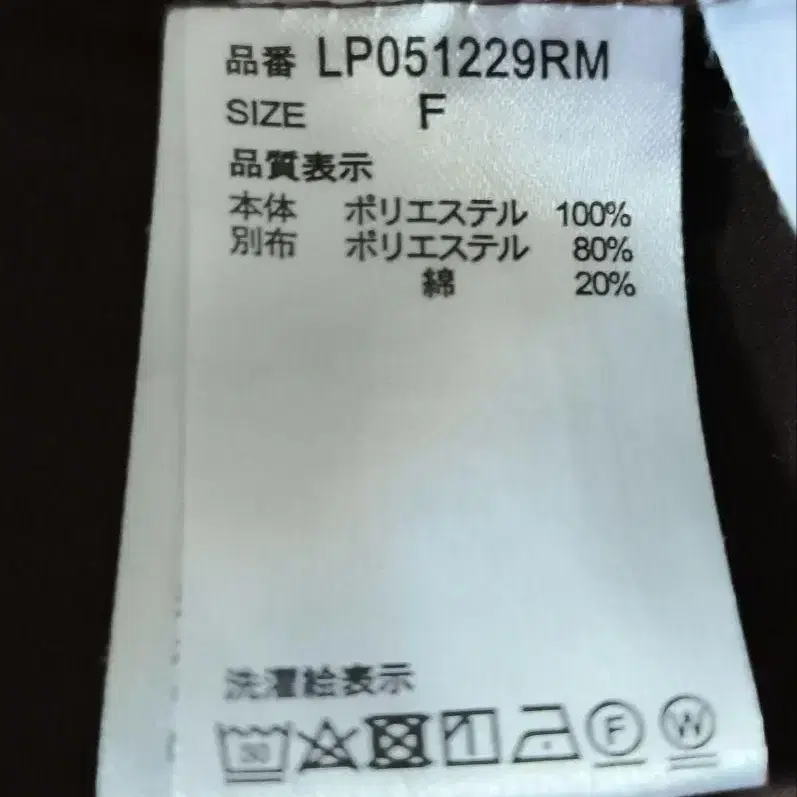 品番 LP051229RM
SIZE F
品質表示
本体 ポリエステル 100%
別布 ポリエステル 80%
綿 20%
洗濯絵表示
30 F W